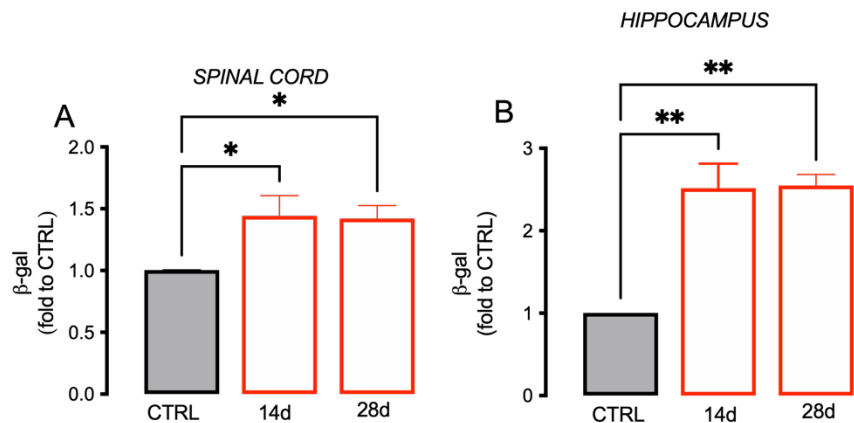 HIPPOCAMPUS
SPINAL CORD
A
*
*
2.0
1.5
1.0
0.5
0.0
β-gal
(fold to CTRL)
CTRL
14d
28d
B
**
**
3
2
1
0
β-gal
(fold to CTRL)
CTRL
14d
28d